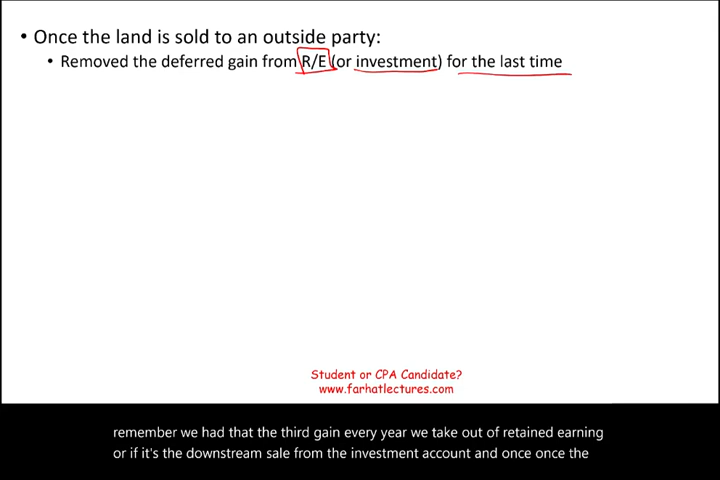 • Once the land is sold to an outside party:
• Removed the deferred gain from R/E (or investment) for the last time
Student or CPA Candidate?
www.farhatlectures.com
remember we had that the third gain every year we take out of retained earning
or if it's the downstream sale from the investment account and once once the